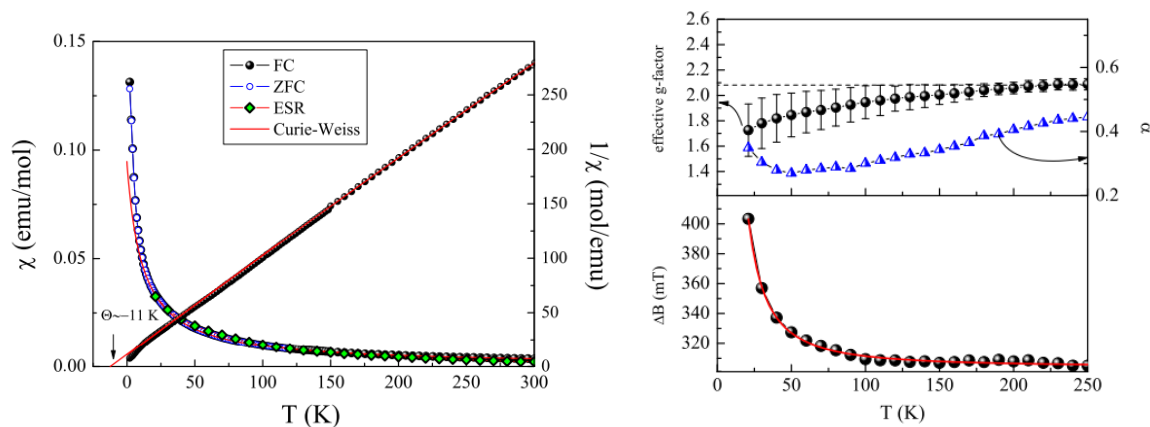 0.15
0.10
0.05
0.00
χ (emu/mol)
FC
ZFC
ESR
Curie-Weiss
250
200
150
100
50
0
1/χ (mol/emu)
Θ~−11 K
0 50 100 150 200 250 300
T (K)
2.6
2.4
2.2
2.0
1.8
1.6
1.4
effective g-factor
0.6
0.4
0.2
α
400
380
360
340
320
ΔB (mT)
0 50 100 150 200 250
T (K)